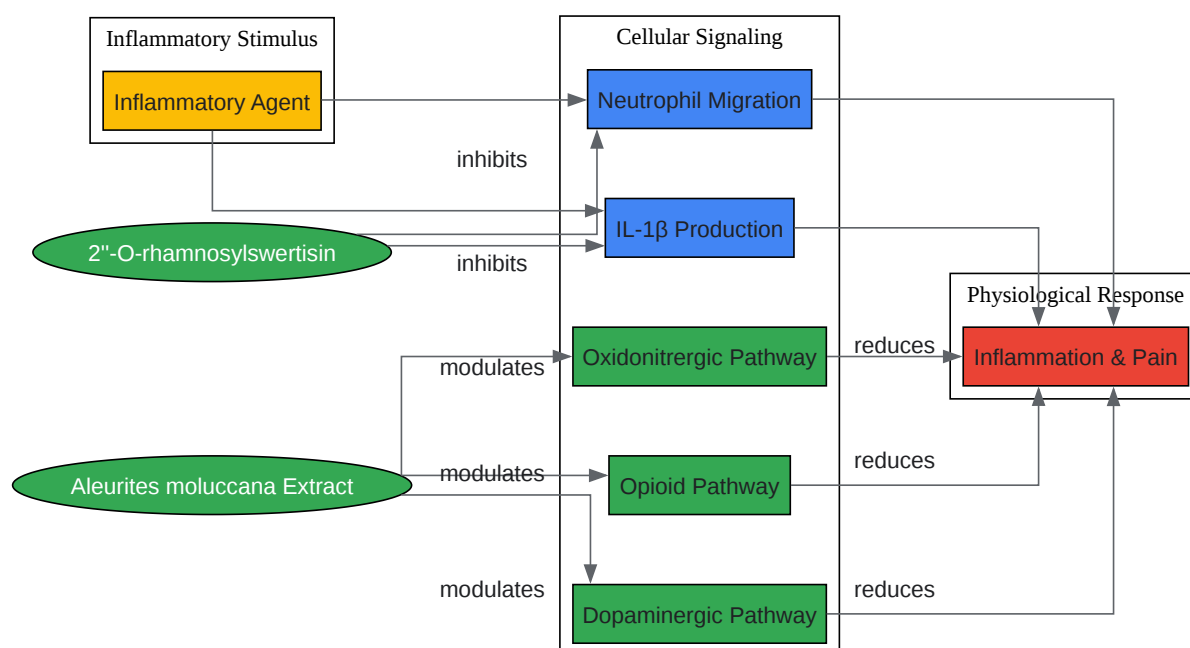 Inflammatory Stimulus
Cellular Signaling
Inflammatory Agent
Neutrophil Migration
inhibits
IL-1β Production
2"-O-rhamnosylswertisin
inhibits
Physiological Response
Oxidonitrergic Pathway
reduces
Inflammation & Pain
modulates
Aleurites moluccana Extract
modulates
Opioid Pathway
reduces
modulates
Dopaminergic Pathway
reduces